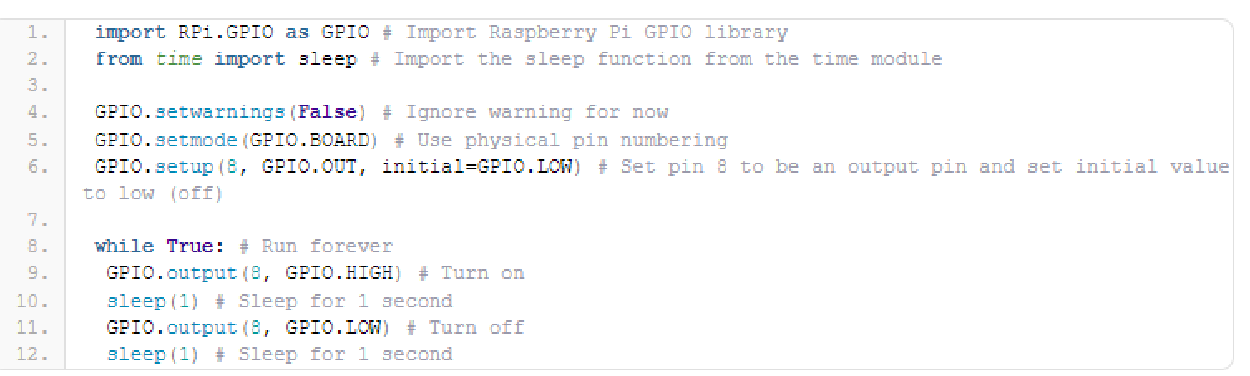 1. import RPi.GPIO as GPIO # Import Raspberry Pi GPIO library
2. from time import sleep # Import the sleep function from the time module
3.
4. GPIO.setwarnings(False) # Ignore warning for now
5. GPIO.setmode(GPIO.BOARD) # Use physical pin numbering
6. GPIO.setup(8, GPIO.OUT, initial=GPIO.LOW) # Set pin 8 to be an output pin and set initial value
to low (off)
7.
8. while True: # Run forever
9. GPIO.output(8, GPIO.HIGH) # Turn on
10. sleep(1) # Sleep for 1 second
11. GPIO.output(8, GPIO.LOW) # Turn off
12. sleep(1) # Sleep for 1 second